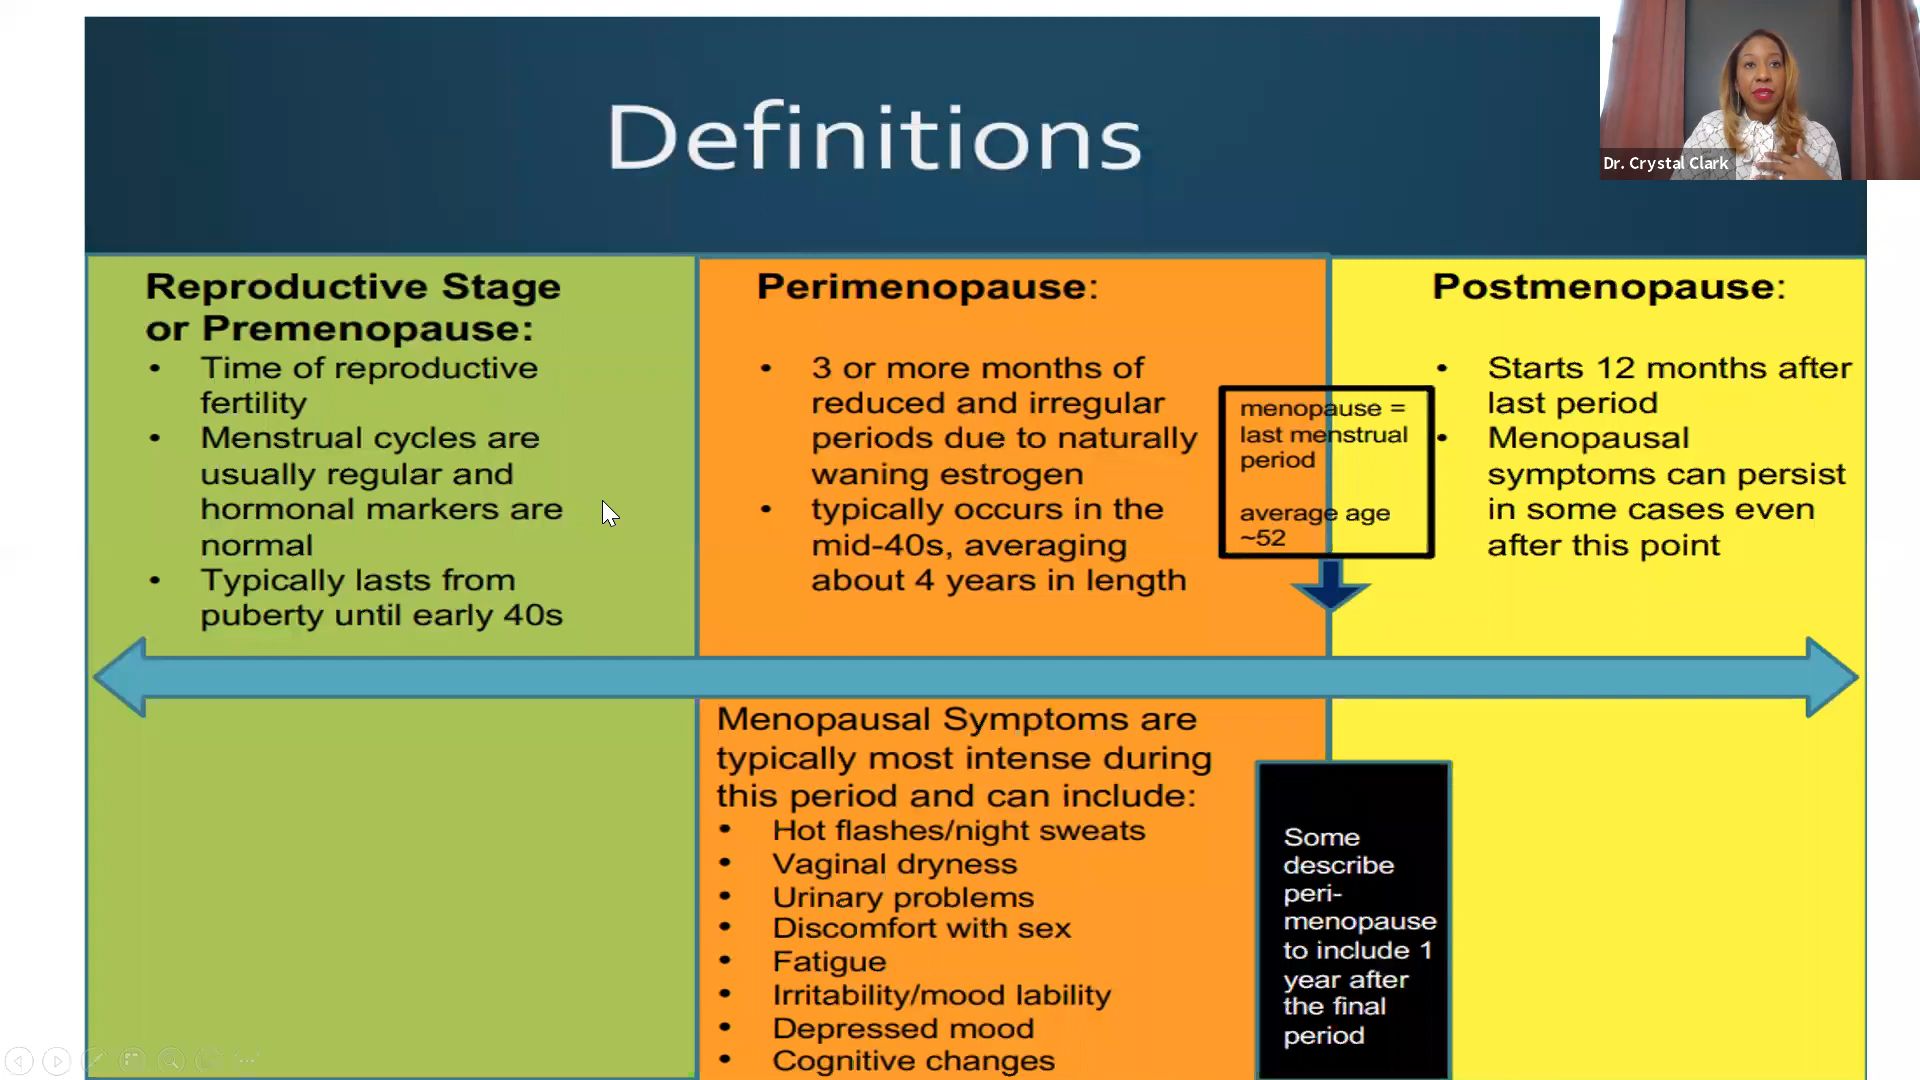 Definitions
Dr. Crystal Clark
Reproductive Stage
or Premenopause:
• Time of reproductive
fertility
• Menstrual cycles are
usually regular and
hormonal markers are
normal
• Typically lasts from
puberty until early 40s
Perimenopause:
• 3 or more months of
reduced and irregular
periods due to naturally
waning estrogen
• typically occurs in the
mid-40s, averaging
about 4 years in length
menopause =
last menstrual
period
average age
~52
Postmenopause:
• Starts 12 months after
last period
• Menopausal
symptoms can persist
in some cases even
after this point
Menopausal Symptoms are
typically most intense during
this period and can include:
• Hot flashes/night sweats
• Vaginal dryness
• Urinary problems
• Discomfort with sex
• Fatigue
• Irritability/mood lability
• Depressed mood
• Cognitive changes
Some
describe
peri-
menopause
to include 1
year after
the final
period